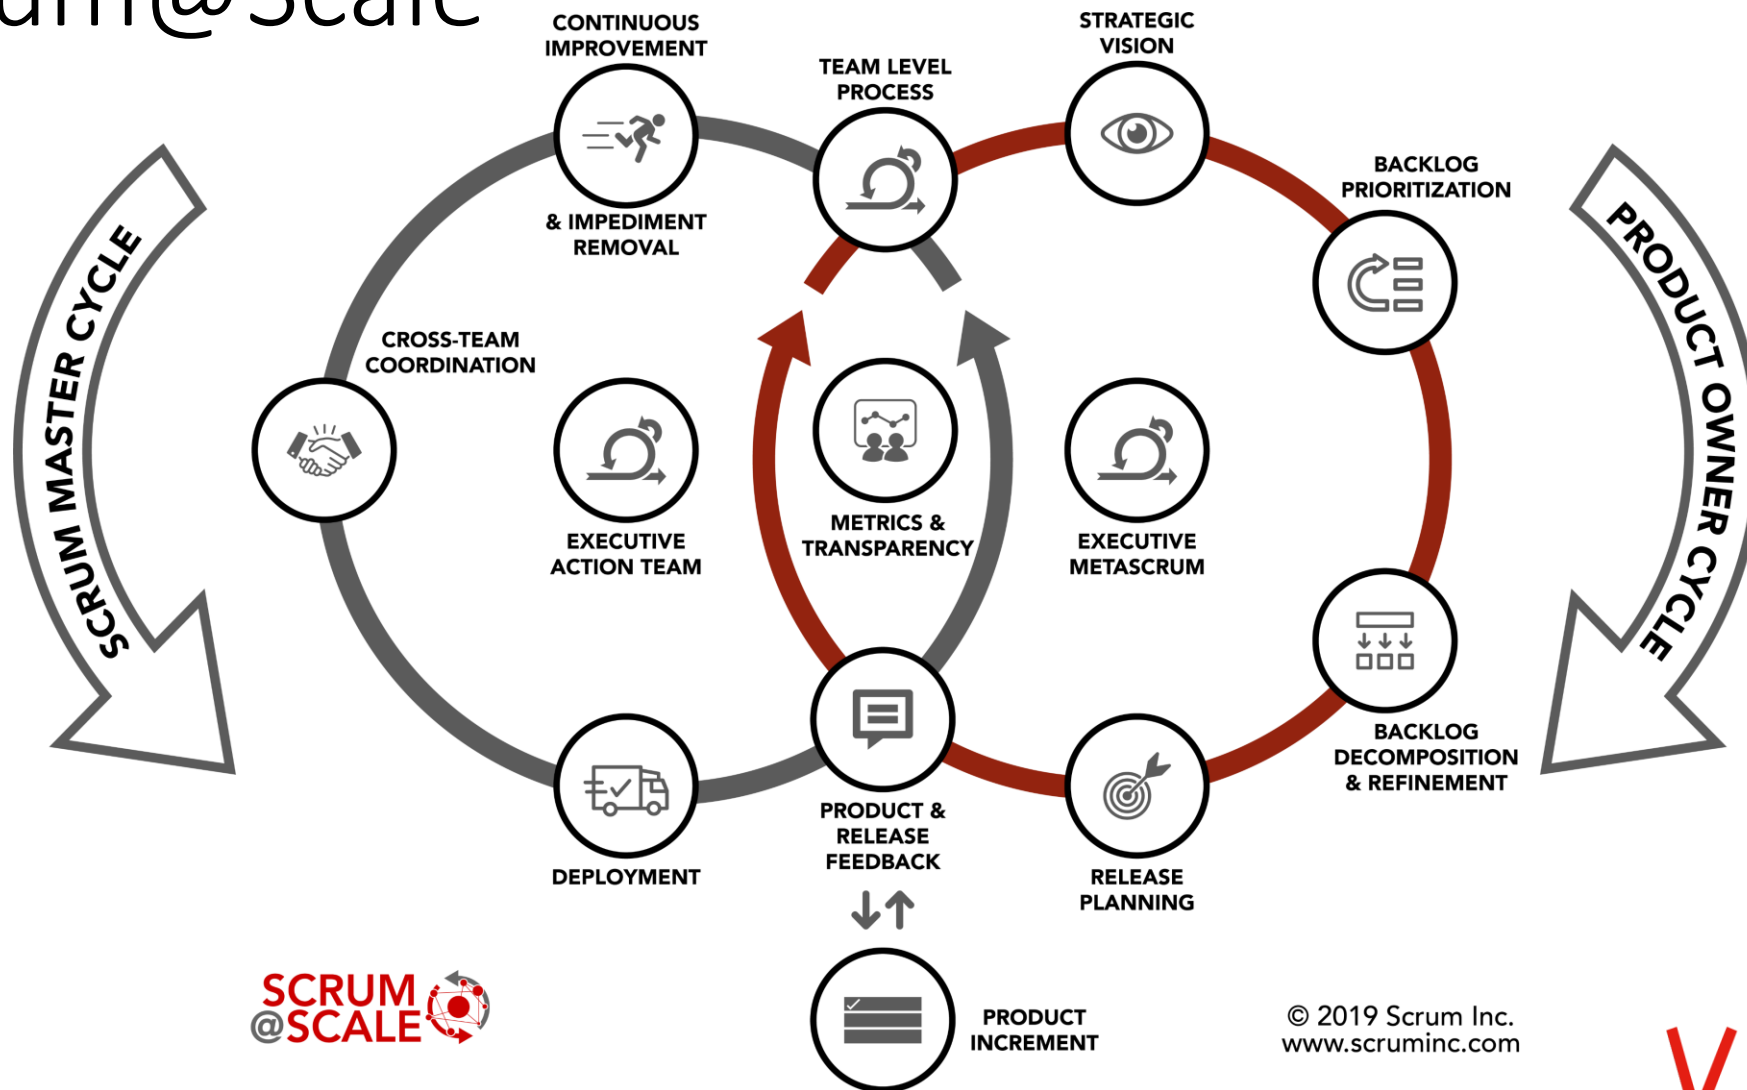 um@Scale
CONTINUOUS
IMPROVEMENT
& IMPEDIMENT
REMOVAL
TEAM LEVEL
PROCESS
STRATEGIC
VISION
BACKLOG
PRIORITIZATION
SCRUM MASTER CYCLE
PRODUCT OWNER CYCLE
CROSS-TEAM
COORDINATION
EXECUTIVE
ACTION TEAM
METRICS &
TRANSPARENCY
EXECUTIVE
METASCRUM
BACKLOG
DECOMPOSITION
& REFINEMENT
DEPLOYMENT
PRODUCT &
RELEASE
FEEDBACK
RELEASE
PLANNING
SCRUM
@SCALE
PRODUCT
INCREMENT
© 2019 Scrum Inc.
www.scruminc.com